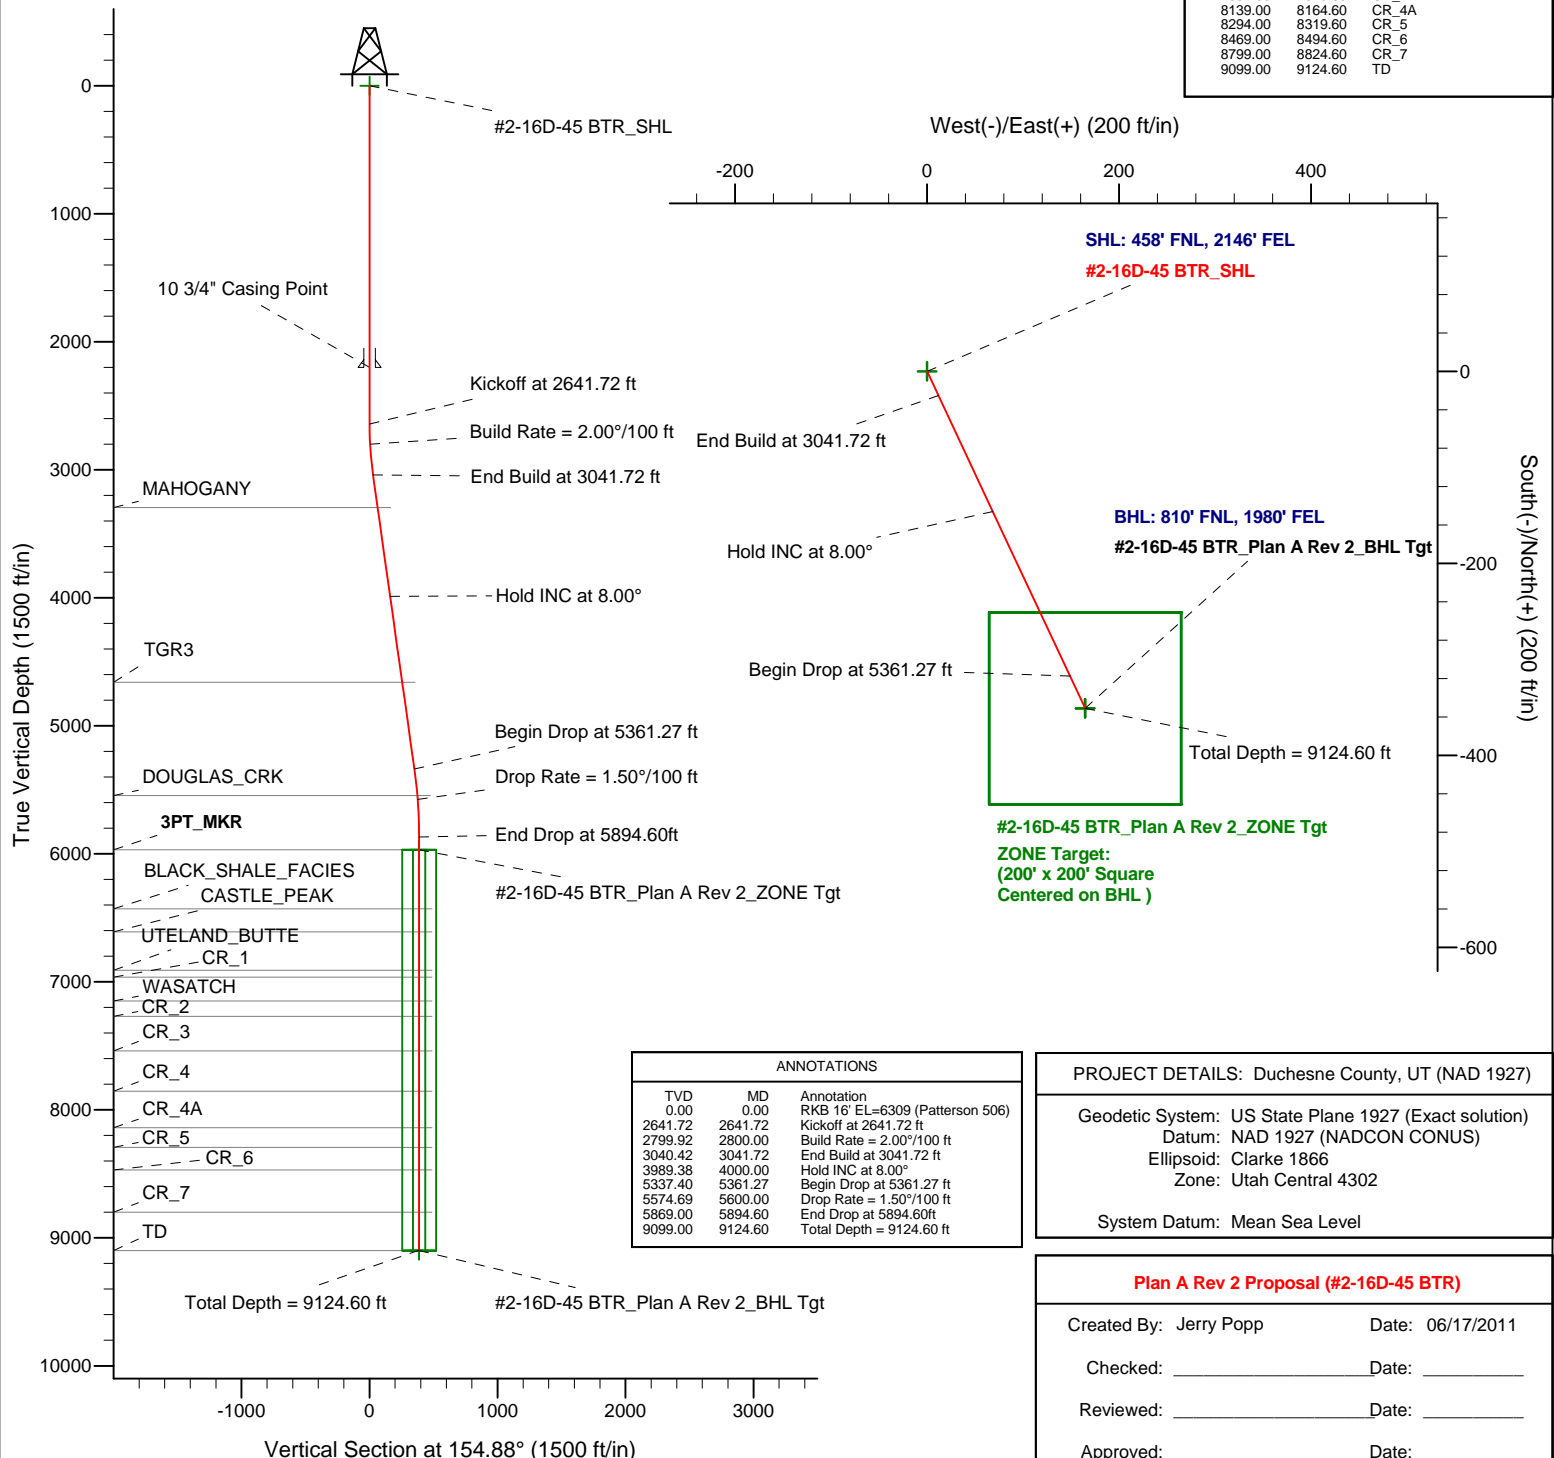 8139.00 8164.60 CR_4A
8294.00 8319.60 CR_5
8469.00 8494.60 CR_6
8799.00 8824.60 CR_7
9099.00 9124.60 TD
0
1000
2000
3000
4000
5000
6000
7000
8000
9000
10000
True Vertical Depth (1500 ft/in)
-1000 0 1000 2000 3000
Vertical Section at 154.88° (1500 ft/in)
#2-16D-45 BTR_SHL
10 3/4" Casing Point
Kickoff at 2641.72 ft
Build Rate = 2.00°/100 ft
End Build at 3041.72 ft
MAHOGANY
Hold INC at 8.00°
TGR3
Begin Drop at 5361.27 ft
DOUGLAS_CRK
Drop Rate = 1.50°/100 ft
3PT_MKR
End Drop at 5894.60ft
BLACK_SHALE_FACIES
#2-16D-45 BTR_Plan A Rev 2_ZONE Tgt
CASTLE_PEAK
UTELAND_BUTTE
CR_1
WASATCH
CR_2
CR_3
CR_4
CR_4A
CR_5
CR_6
CR_7
TD
Total Depth = 9124.60 ft
#2-16D-45 BTR_Plan A Rev 2_BHL Tgt
West(-)/East(+) (200 ft/in)
-200 0 200 400
SHL: 458' FNL, 2146' FEL
#2-16D-45 BTR_SHL
0
-200
-400
-600
South(-)/North(+) (200 ft/in)
End Build at 3041.72 ft
BHL: 810' FNL, 1980' FEL
#2-16D-45 BTR_Plan A Rev 2_BHL Tgt
Hold INC at 8.00°
Begin Drop at 5361.27 ft
Total Depth = 9124.60 ft
#2-16D-45 BTR_Plan A Rev 2_ZONE Tgt
ZONE Target:
(200' x 200' Square
Centered on BHL )
ANNOTATIONS
TVD MD Annotation
0.00 0.00 RKB 16' EL=6309 (Patterson 506)
2641.72 2641.72 Kickoff at 2641.72 ft
2799.92 2800.00 Build Rate = 2.00°/100 ft
3040.42 3041.72 End Build at 3041.72 ft
3989.38 4000.00 Hold INC at 8.00°
5337.40 5361.27 Begin Drop at 5361.27 ft
5574.69 5600.00 Drop Rate = 1.50°/100 ft
5869.00 5894.60 End Drop at 5894.60ft
9099.00 9124.60 Total Depth = 9124.60 ft
PROJECT DETAILS: Duchesne County, UT (NAD 1927)
Geodetic System: US State Plane 1927 (Exact solution)
Datum: NAD 1927 (NADCON CONUS)
Ellipsoid: Clarke 1866
Zone: Utah Central 4302
System Datum: Mean Sea Level
Plan A Rev 2 Proposal (#2-16D-45 BTR)
Created By: Jerry Popp Date: 06/17/2011
Checked: ____________________ Date: __________
Reviewed: ____________________ Date: __________
Approved: Date: